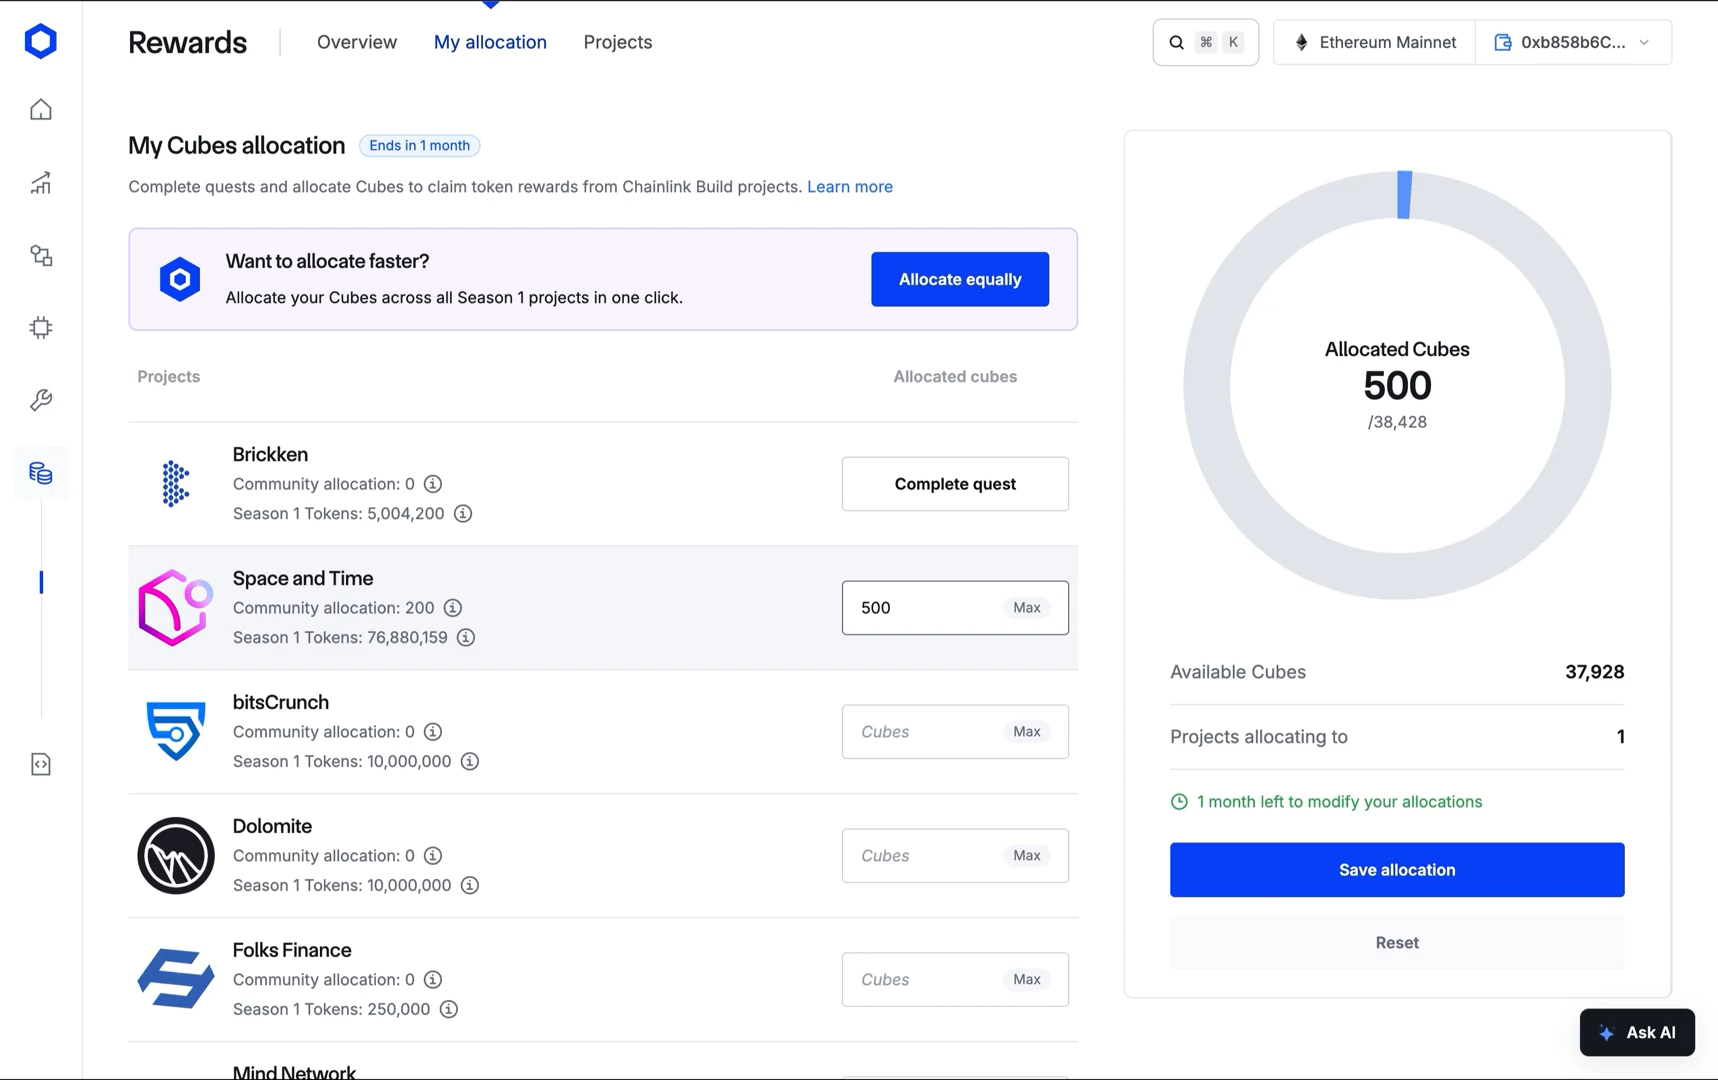 Rewards
Overview
My allocation
Projects
⌘ K
Ethereum Mainnet
0xb858b6C...
My Cubes allocation
Ends in 1 month
Complete quests and allocate Cubes to claim token rewards from Chainlink Build projects. Learn more
Want to allocate faster?
Allocate your Cubes across all Season 1 projects in one click.
Allocate equally
Projects
Allocated cubes
Brickken
Community allocation: 0
Season 1 Tokens: 5,004,200
Complete quest
Space and Time
Community allocation: 200
Season 1 Tokens: 76,880,159
500
Max
bitsCrunch
Community allocation: 0
Season 1 Tokens: 10,000,000
Cubes
Max
Dolomite
Community allocation: 0
Season 1 Tokens: 10,000,000
Cubes
Max
Folks Finance
Community allocation: 0
Season 1 Tokens: 250,000
Cubes
Max
Mind Network
Allocated Cubes
500
/38,428
Available Cubes
37,928
Projects allocating to
1
1 month left to modify your allocations
Save allocation
Reset
Ask AI